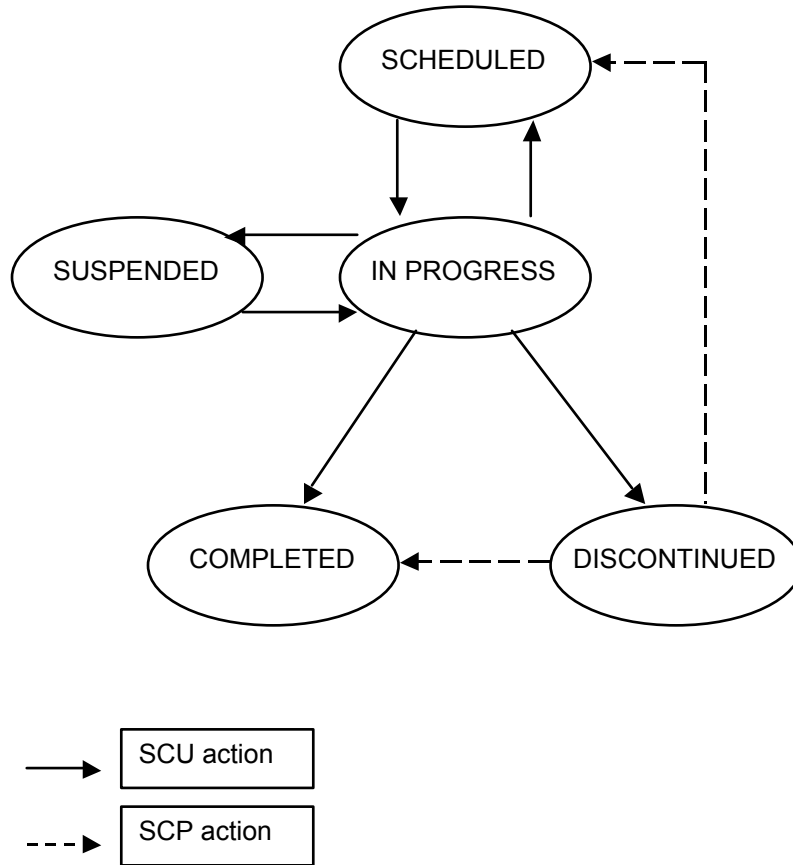 SCHEDULED
SUSPENDED
IN PROGRESS
COMPLETED
DISCONTINUED
SCU action
SCP action